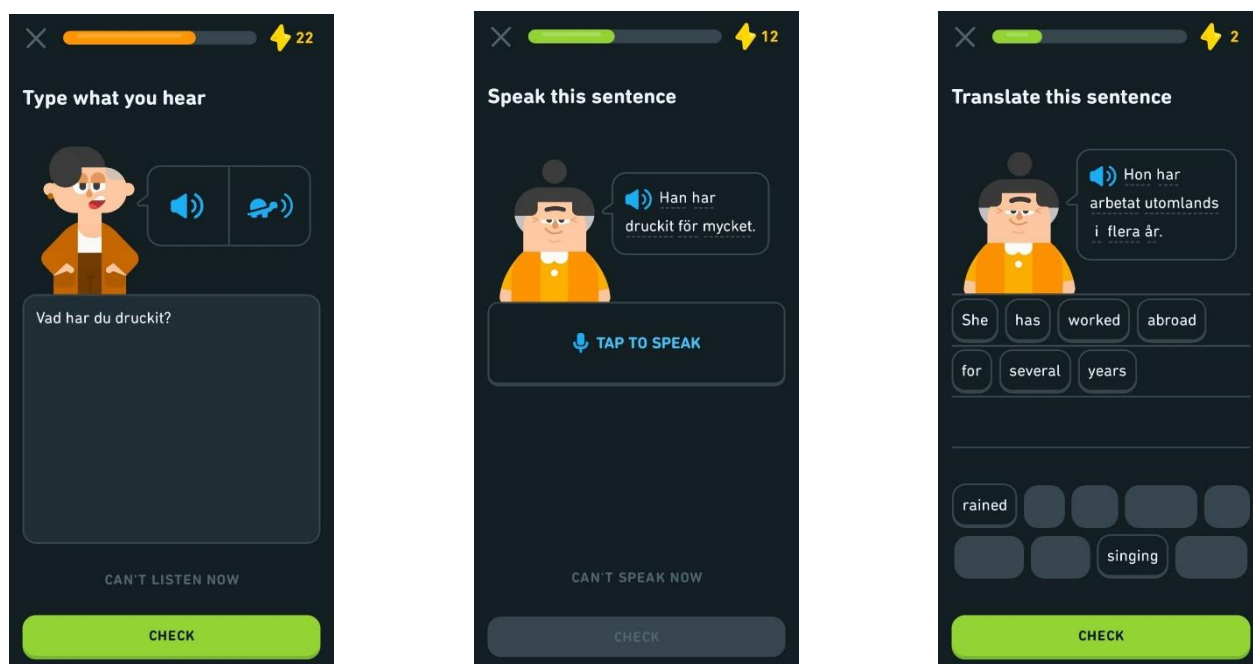 22
Type what you hear
Vad har du druckit?
CAN'T LISTEN NOW
CHECK
12
Speak this sentence
Han har
druckit för mycket.
TAP TO SPEAK
CAN'T SPEAK NOW
CHECK
2
Translate this sentence
Hon har
arbetat utomlands
i flera år.
She has worked abroad
for several years
rained
singing
CHECK